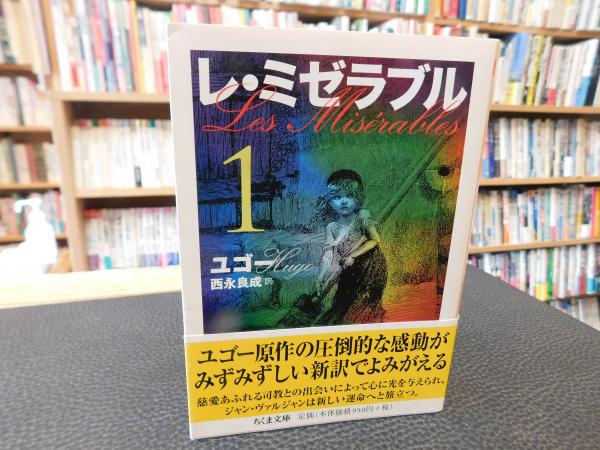 レ・ミゼラブル
Les Misérables
1
ユゴー
Hugo
西永良成 訳
ユゴー原作の圧倒的な感動が
みずみずしい新訳でよみがえる
慈愛あふれる司教との出会いによって心に光を与えられ、
ジャン・ヴァルジャンは新しい運命へと旅立つ。
ちくま文庫 定価(本体価格950円+税)